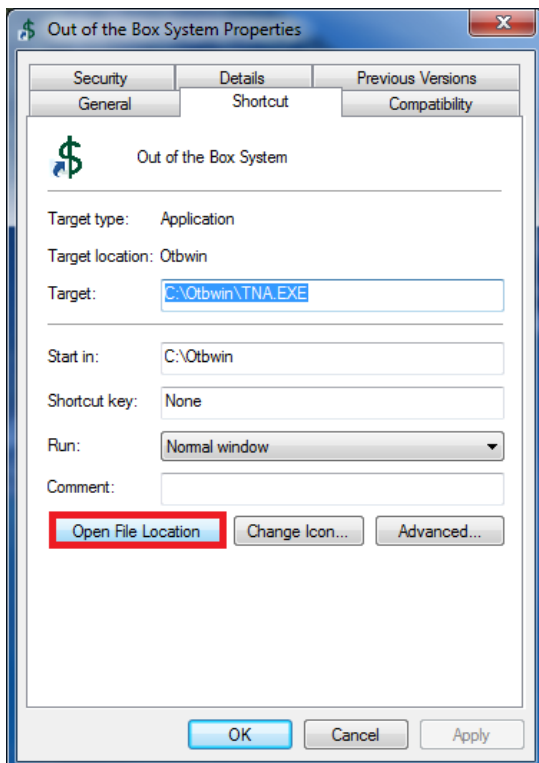 Out of the Box System Properties
Security Details Previous Versions
General Shortcut Compatibility
Out of the Box System
Target type: Application
Target location: Otbwin
Target: C:\Otbwin\TNA.EXE
Start in: C:\Otbwin
Shortcut key: None
Run: Normal window
Comment:
Open File Location Change Icon... Advanced...
OK Cancel Apply